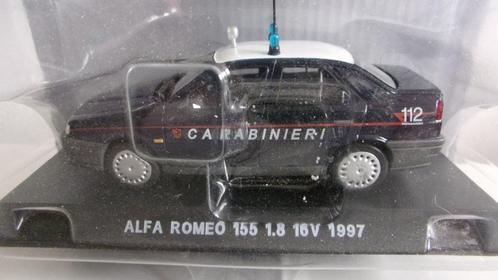 CARABINIERI
112
ALFA ROMEO 155 1.8 16V 1997